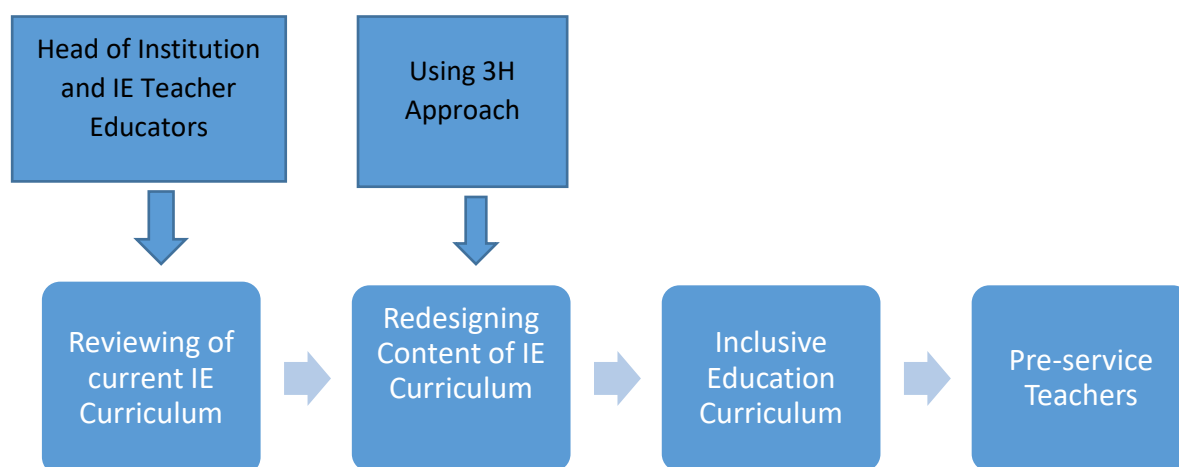 Head of Institution
and IE Teacher
Educators
Using 3H
Approach
Reviewing of
current IE
Curriculum
Redesigning
Content of IE
Curriculum
Inclusive
Education
Curriculum
Pre-service
Teachers